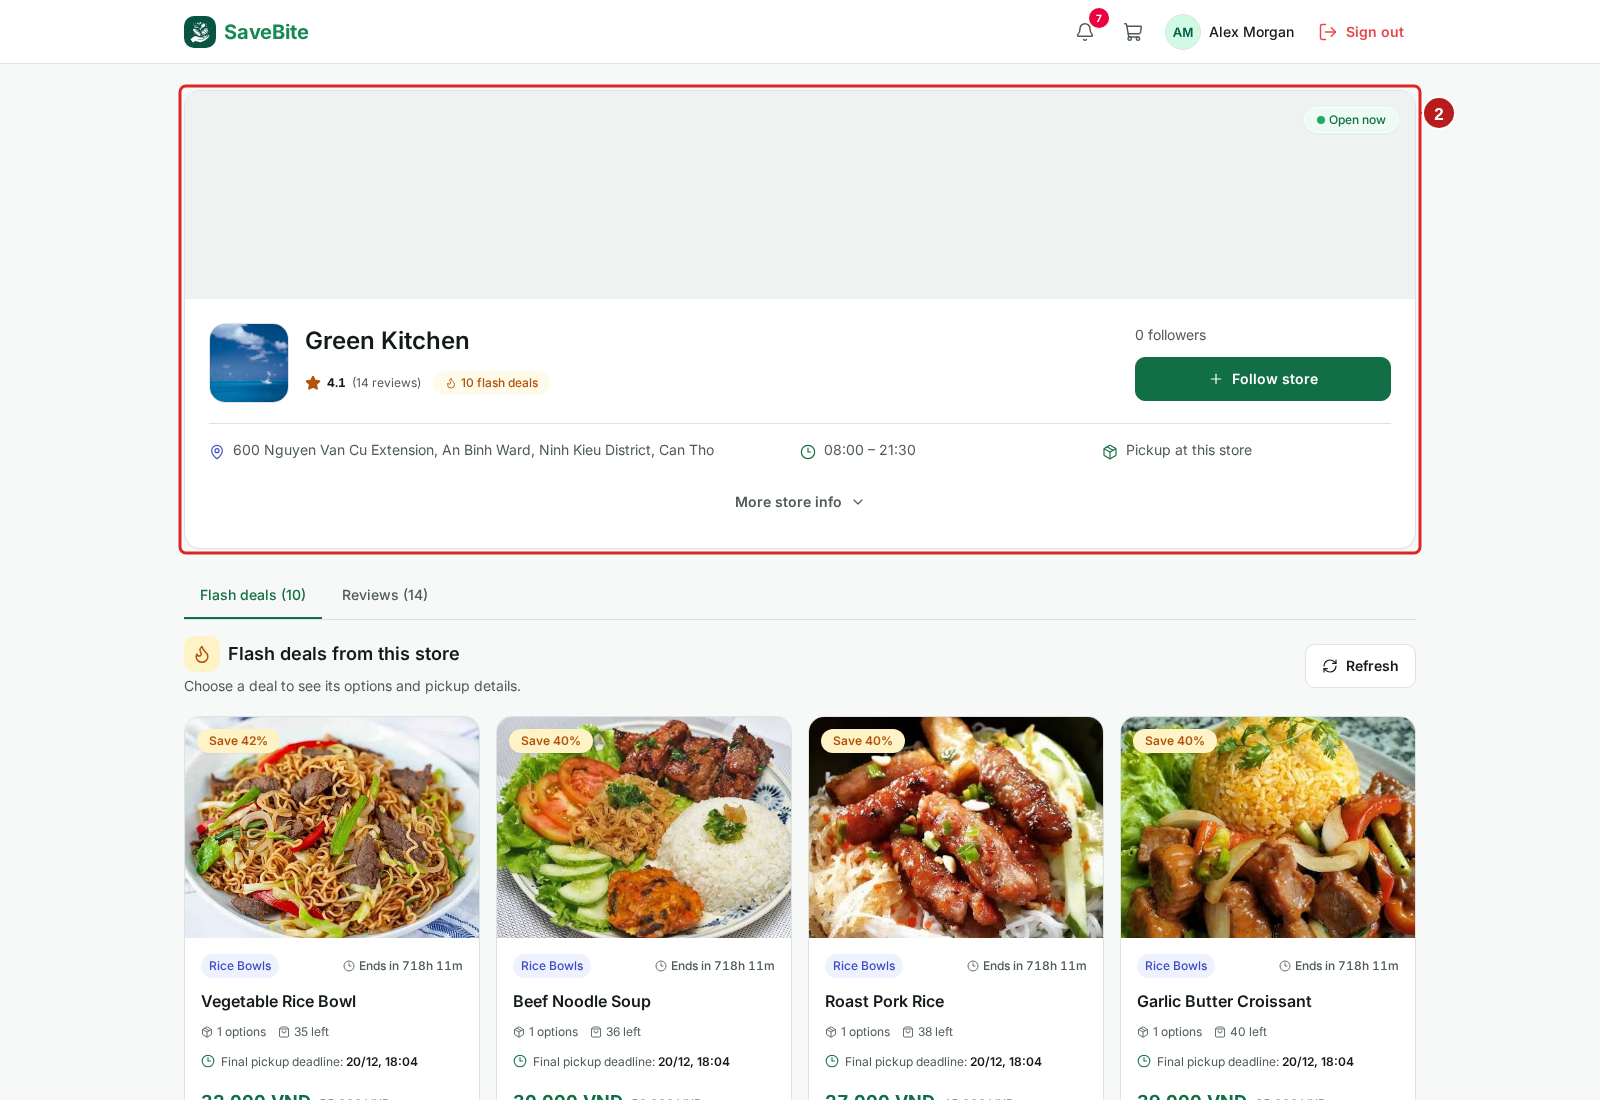 SaveBite
7
AM
Alex Morgan
Sign out
Open now
2
Green Kitchen
4.1 (14 reviews)
10 flash deals
0 followers
Follow store
600 Nguyen Van Cu Extension, An Binh Ward, Ninh Kieu District, Can Tho
08:00 – 21:30
Pickup at this store
More store info
Flash deals (10)
Reviews (14)
Flash deals from this store
Choose a deal to see its options and pickup details.
Refresh
Save 42%
Save 40%
Save 40%
Save 40%
Rice Bowls
Ends in 718h 11m
Vegetable Rice Bowl
1 options
35 left
Final pickup deadline: 20/12, 18:04
Rice Bowls
Ends in 718h 11m
Beef Noodle Soup
1 options
36 left
Final pickup deadline: 20/12, 18:04
Rice Bowls
Ends in 718h 11m
Roast Pork Rice
1 options
38 left
Final pickup deadline: 20/12, 18:04
Rice Bowls
Ends in 718h 11m
Garlic Butter Croissant
1 options
40 left
Final pickup deadline: 20/12, 18:04